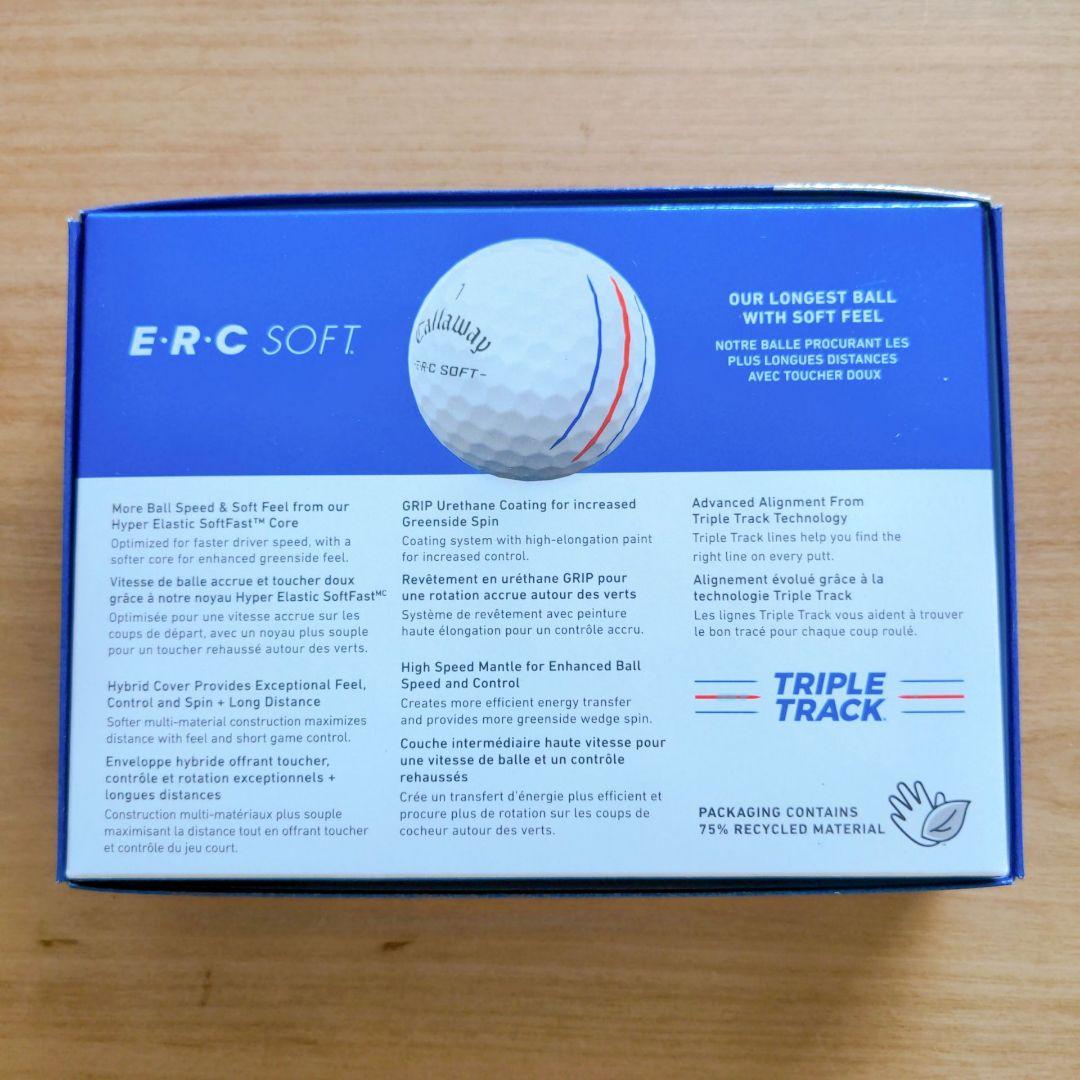 E·R·C SOFT™
1
Callaway
-E·R·C SOFT-
OUR LONGEST BALL
WITH SOFT FEEL
NOTRE BALLE PROCURANT LES
PLUS LONGUES DISTANCES
AVEC TOUCHER DOUX
More Ball Speed & Soft Feel from our
Hyper Elastic SoftFast™ Core
Optimized for faster driver speed, with a
softer core for enhanced greenside feel.
Vitesse de balle accrue et toucher doux
grâce à notre noyau Hyper Elastic SoftFastᴹᶜ
Optimisée pour une vitesse accrue sur les
coups de départ, avec un noyau plus souple
pour un toucher rehaussé autour des verts.
Hybrid Cover Provides Exceptional Feel,
Control and Spin + Long Distance
Softer multi-material construction maximizes
distance with feel and short game control.
Enveloppe hybride offrant toucher,
contrôle et rotation exceptionnels +
longues distances
Construction multi-matériaux plus souple
maximisant la distance tout en offrant toucher
et contrôle du jeu court.
GRIP Urethane Coating for increased
Greenside Spin
Coating system with high-elongation paint
for increased control.
Revêtement en uréthane GRIP pour
une rotation accrue autour des verts
Système de revêtement avec peinture
haute élongation pour un contrôle accru.
High Speed Mantle for Enhanced Ball
Speed and Control
Creates more efficient energy transfer
and provides more greenside wedge spin.
Couche intermédiaire haute vitesse pour
une vitesse de balle et un contrôle
rehaussés
Crée un transfert d'énergie plus efficient et
procure plus de rotation sur les coups de
cocheur autour des verts.
Advanced Alignment From
Triple Track Technology
Triple Track lines help you find the
right line on every putt.
Alignement évolué grâce à la
technologie Triple Track
Les lignes Triple Track vous aident à trouver
le bon tracé pour chaque coup roulé.
TRIPLE
TRACK
PACKAGING CONTAINS
75% RECYCLED MATERIAL